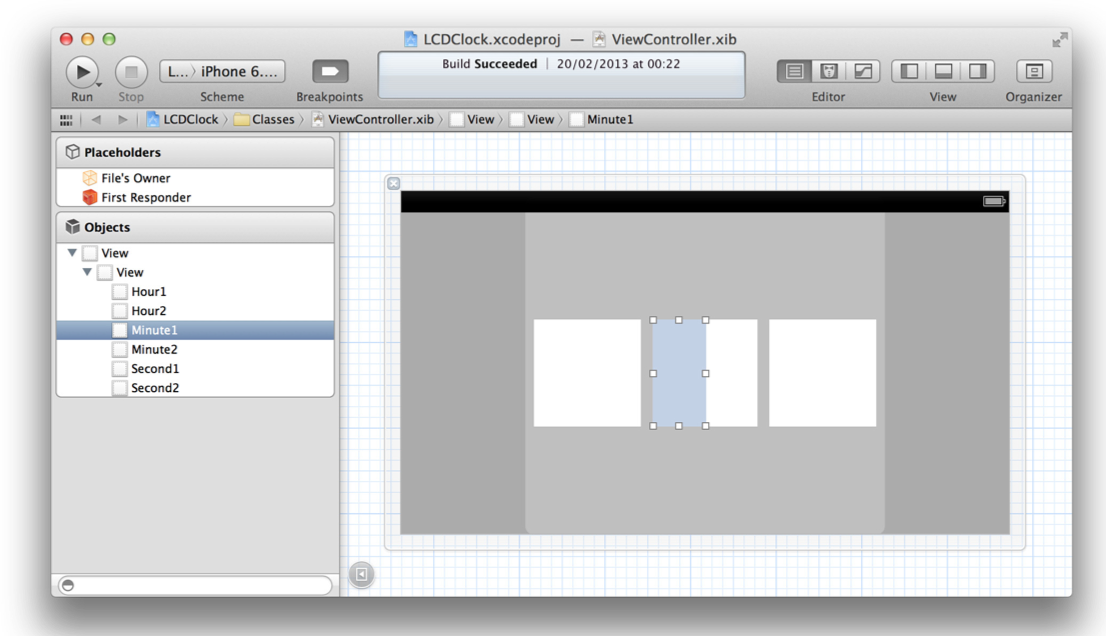 LCDClock.xcodeproj — ViewController.xib
L... › iPhone 6....
Build Succeeded | 20/02/2013 at 00:22
Run Stop Scheme Breakpoints Editor View Organizer
LCDClock › Classes › ViewController.xib › View › View › Minute1
Placeholders
File's Owner
First Responder
Objects
View
View
Hour1
Hour2
Minute1
Minute2
Second1
Second2